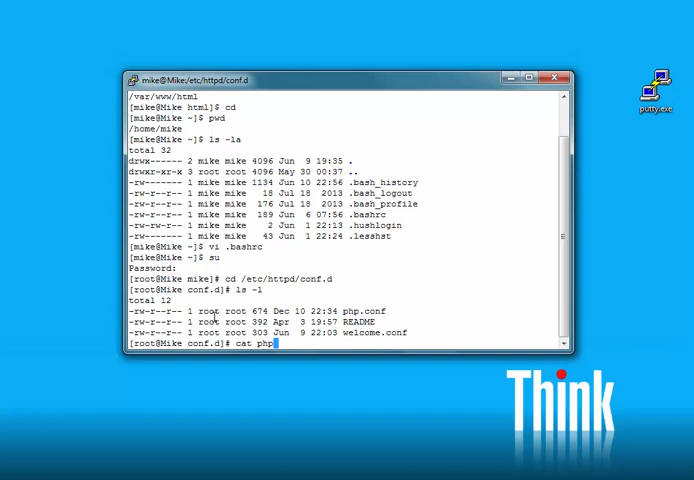 mike@Mike:/etc/httpd/conf.d
/var/www/html
[mike@Mike html]$ cd
[mike@Mike ~]$ pwd
/home/mike
[mike@Mike ~]$ ls -la
total 32
drwx------ 2 mike mike 4096 Jun 9 19:35 .
drwxr-xr-x 3 root root 4096 May 30 00:37 ..
-rw------- 1 mike mike 1134 Jun 10 22:56 .bash_history
-rw-r--r-- 1 mike mike 18 Jul 18 2013 .bash_logout
-rw-r--r-- 1 mike mike 176 Jul 18 2013 .bash_profile
-rw-r--r-- 1 mike mike 189 Jun 6 07:56 .bashrc
-rw-rw-r-- 1 mike mike 2 Jun 1 22:13 .hushlogin
-rw------- 1 mike mike 43 Jun 1 22:24 .lesshst
[mike@Mike ~]$ vi .bashrc
[mike@Mike ~]$ su
Password:
[root@Mike mike]# cd /etc/httpd/conf.d
[root@Mike conf.d]# ls -l
total 12
-rw-r--r-- 1 root root 674 Dec 10 22:34 php.conf
-rw-r--r-- 1 root root 392 Apr 3 19:57 README
-rw-r--r-- 1 root root 303 Jun 9 22:03 welcome.conf
[root@Mike conf.d]# cat php
putty.exe
Think